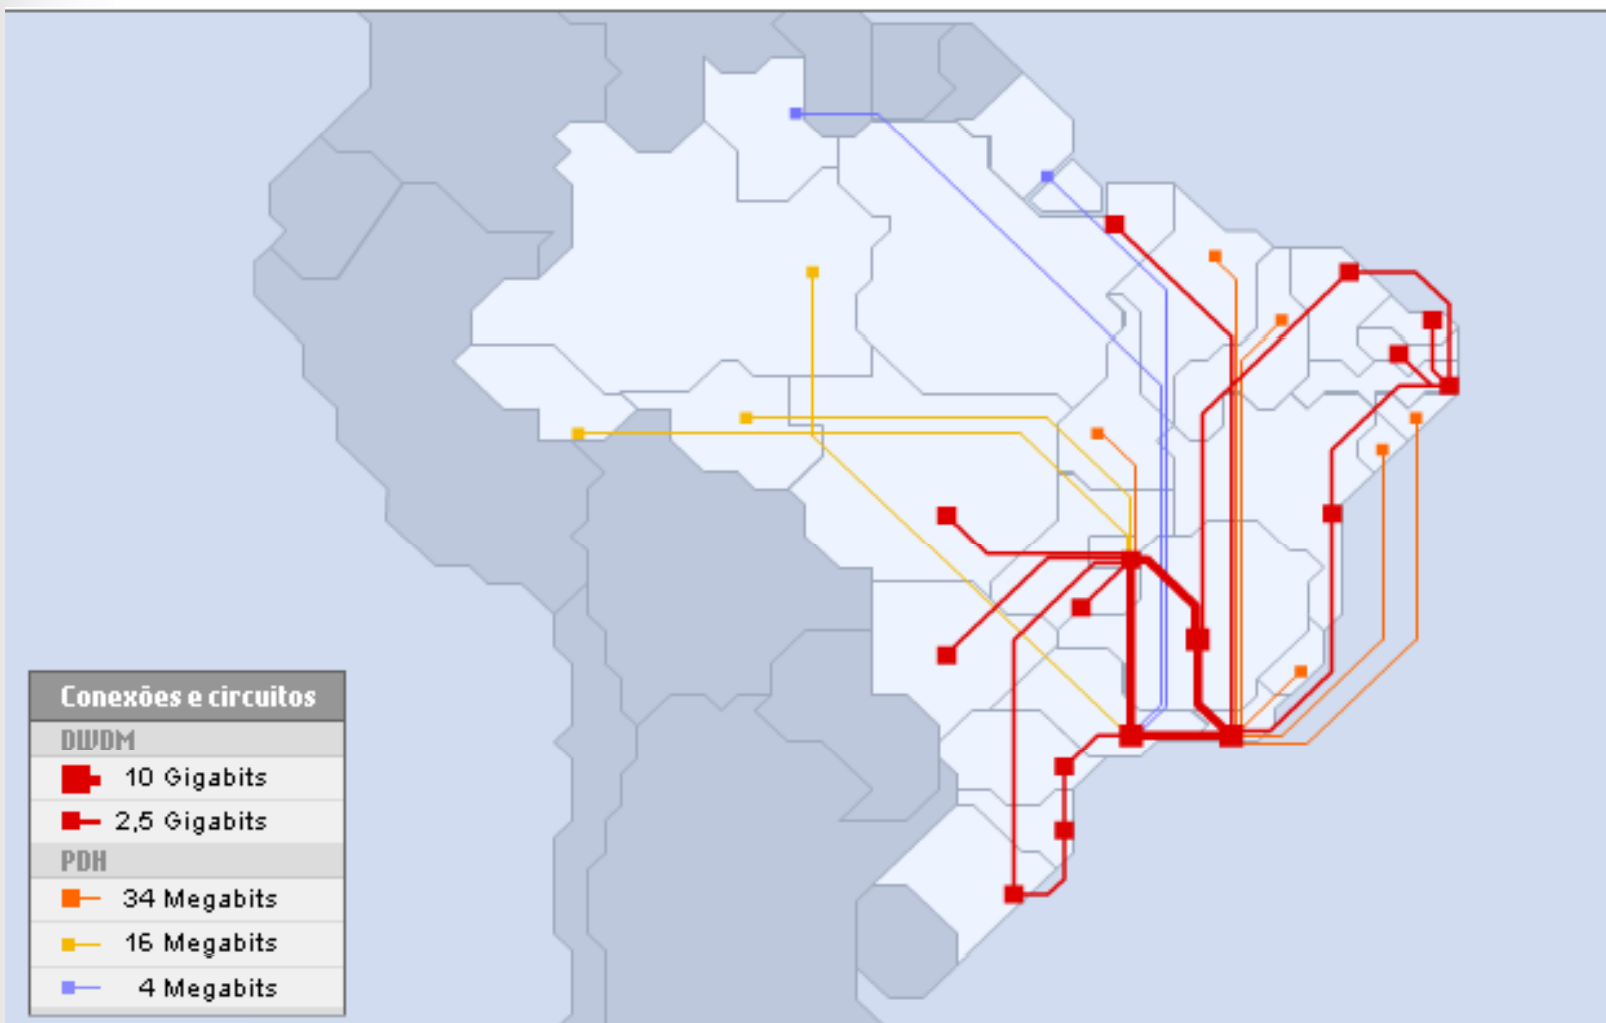 Conexões e circuitos
DWDM
10 Gigabits
2,5 Gigabits
PDH
34 Megabits
16 Megabits
4 Megabits